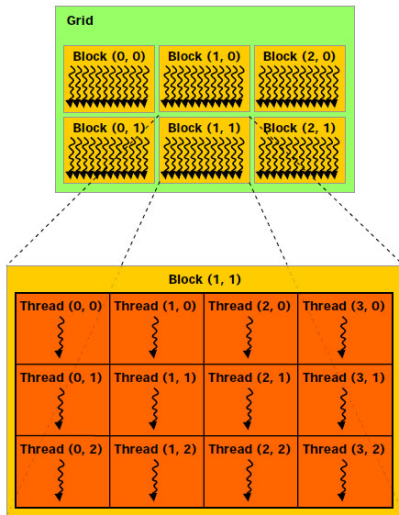 Grid
Block (0, 0) Block (1, 0) Block (2, 0)
Block (0, 1) Block (1, 1) Block (2, 1)
Block (1, 1)
Thread (0, 0) Thread (1, 0) Thread (2, 0) Thread (3, 0)
Thread (0, 1) Thread (1, 1) Thread (2, 1) Thread (3, 1)
Thread (0, 2) Thread (1, 2) Thread (2, 2) Thread (3, 2)